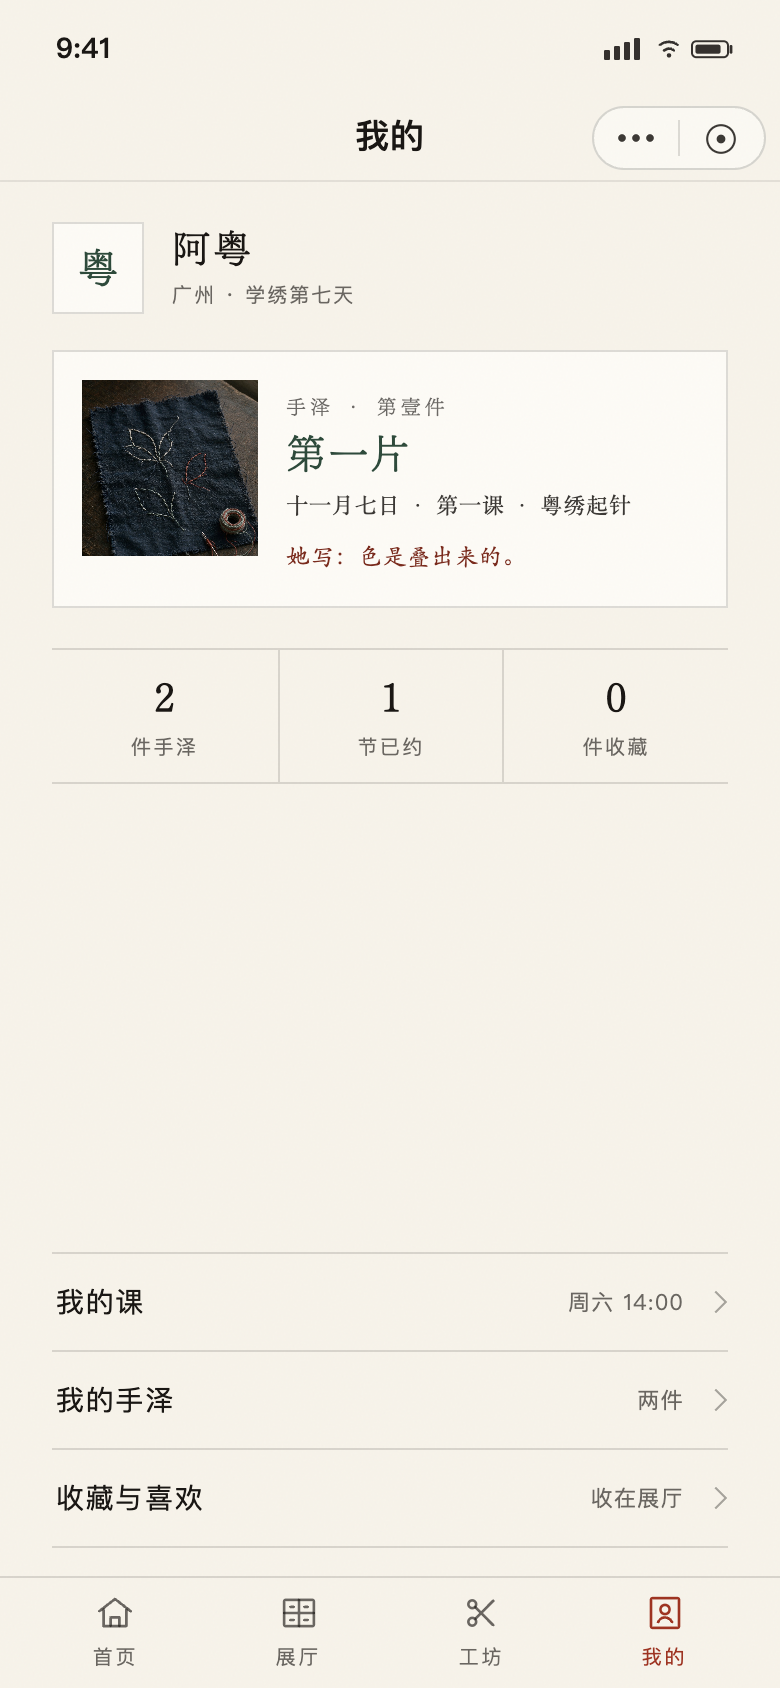 9:41
我的
粤
阿粤
广州 · 学绣第七天
手泽 · 第壹件
第一片
十一月七日 · 第一课 · 粤绣起针
她写：色是叠出来的。
2
件手泽
1
节已约
0
件收藏
我的课
周六 14:00
我的手泽
两件
收藏与喜欢
收在展厅
首页
展厅
工坊
我的